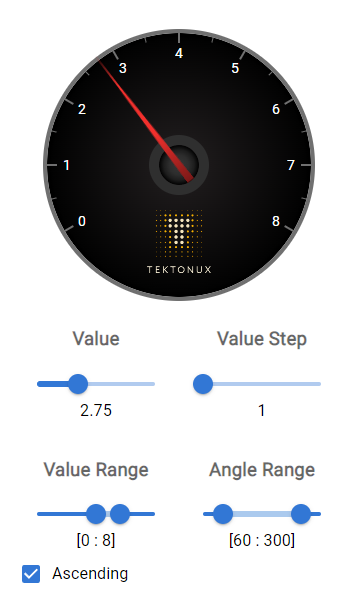 4
3 5
2 6
1 7
0 8
T
TEKTONUX
Value Value Step
2.75 1
Value Range Angle Range
[0 : 8] [60 : 300]
Ascending